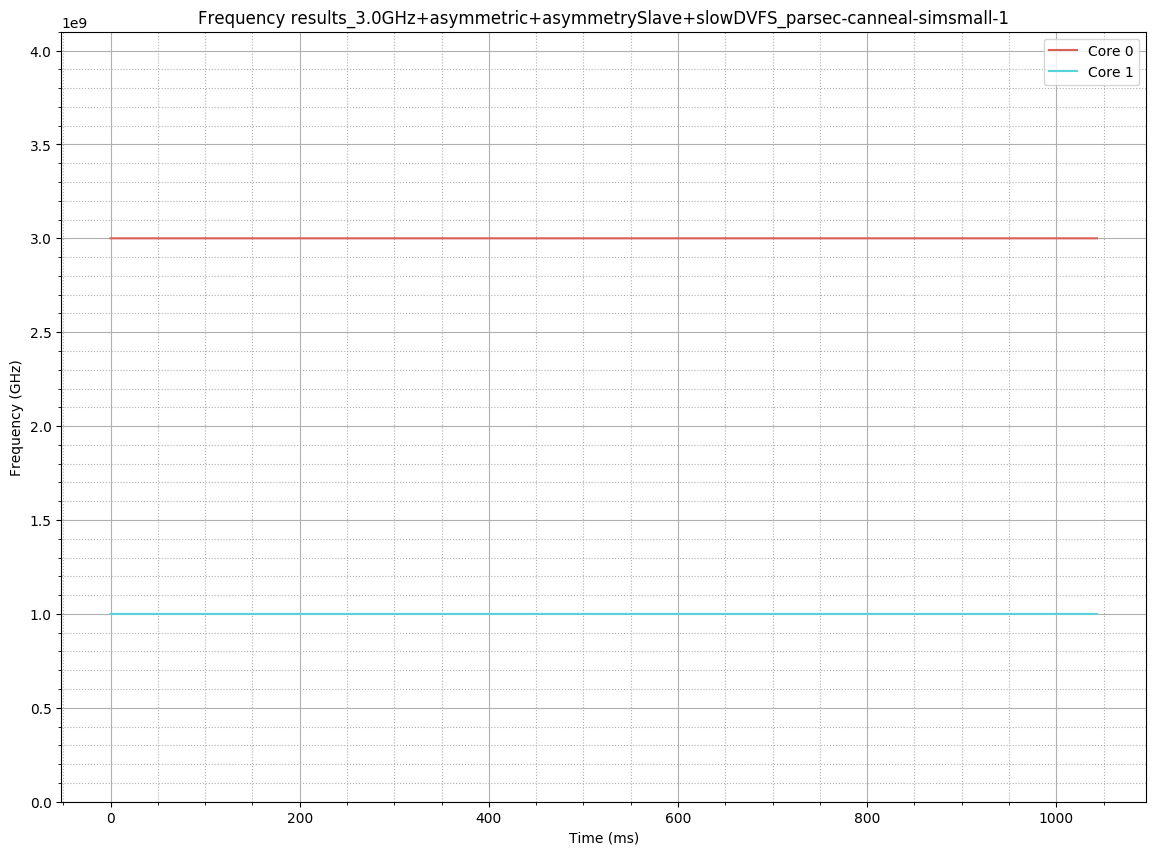 Frequency results_3.0GHz+asymmetric+asymmetrySlave+slowDVFS_parsec-canneal-simsmall-1
1e9
4.0
3.5
3.0
2.5
2.0
1.5
1.0
0.5
0.0
Frequency (GHz)
Core 0
Core 1
0 200 400 600 800 1000
Time (ms)